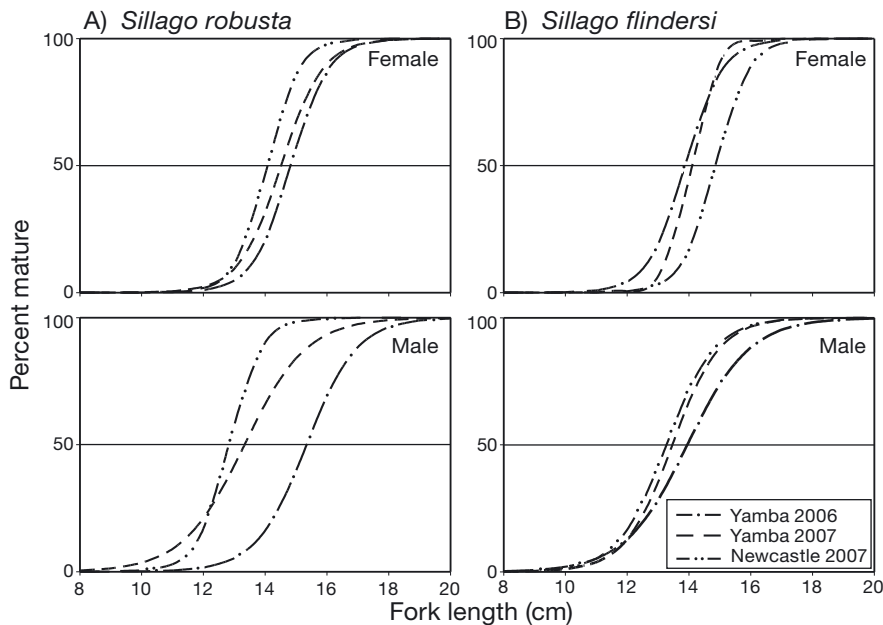 A) Sillago robusta
B) Sillago flindersi
Percent mature
100
50
0
Female
Female
100
50
0
100
50
0
8 10 12 14 16 18 20
Male
100
50
0
8 10 12 14 16 18 20
Male
Yamba 2006
Yamba 2007
Newcastle 2007
Fork length (cm)